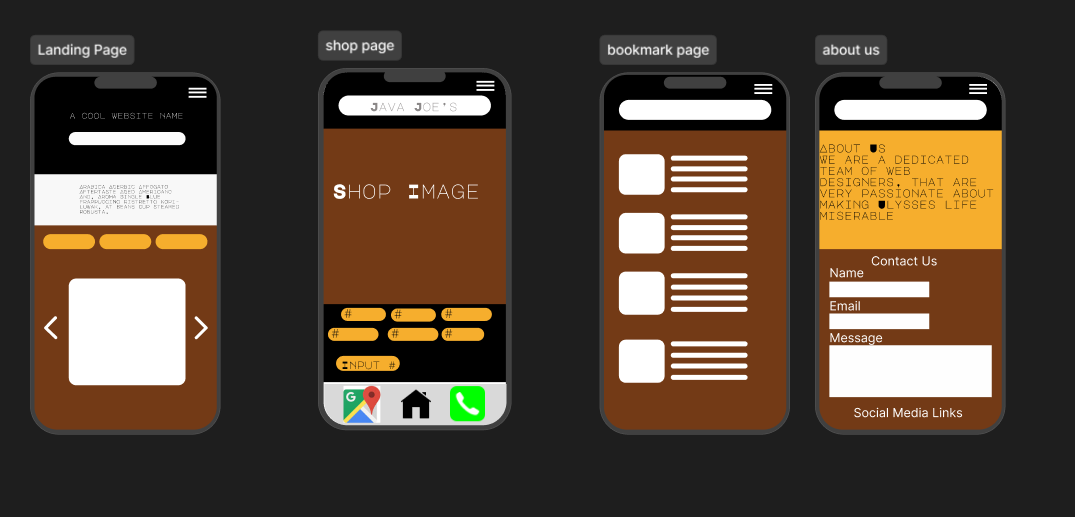 Landing Page
A COOL WEBSITE NAME
ARABICA ACERBIC AFFOGATO
AFTERTASTE AGED AMERICANO
AND, AROMA SINGLE BLUE
FRAPPUCCINO RISTRETTO KOPI-
LUWAK, AT BEANS CUP STEAMED
ROBUSTA.
shop page
JAVA JOE'S
SHOP IMAGE
# # #
# # #
INPUT #
G
bookmark page
about us
ABOUT US
WE ARE A DEDICATED
TEAM OF WEB
DESIGNERS, THAT ARE
VERY PASSIONATE ABOUT
MAKING ULYSSES LIFE
MISERABLE
Contact Us
Name
Email
Message
Social Media Links